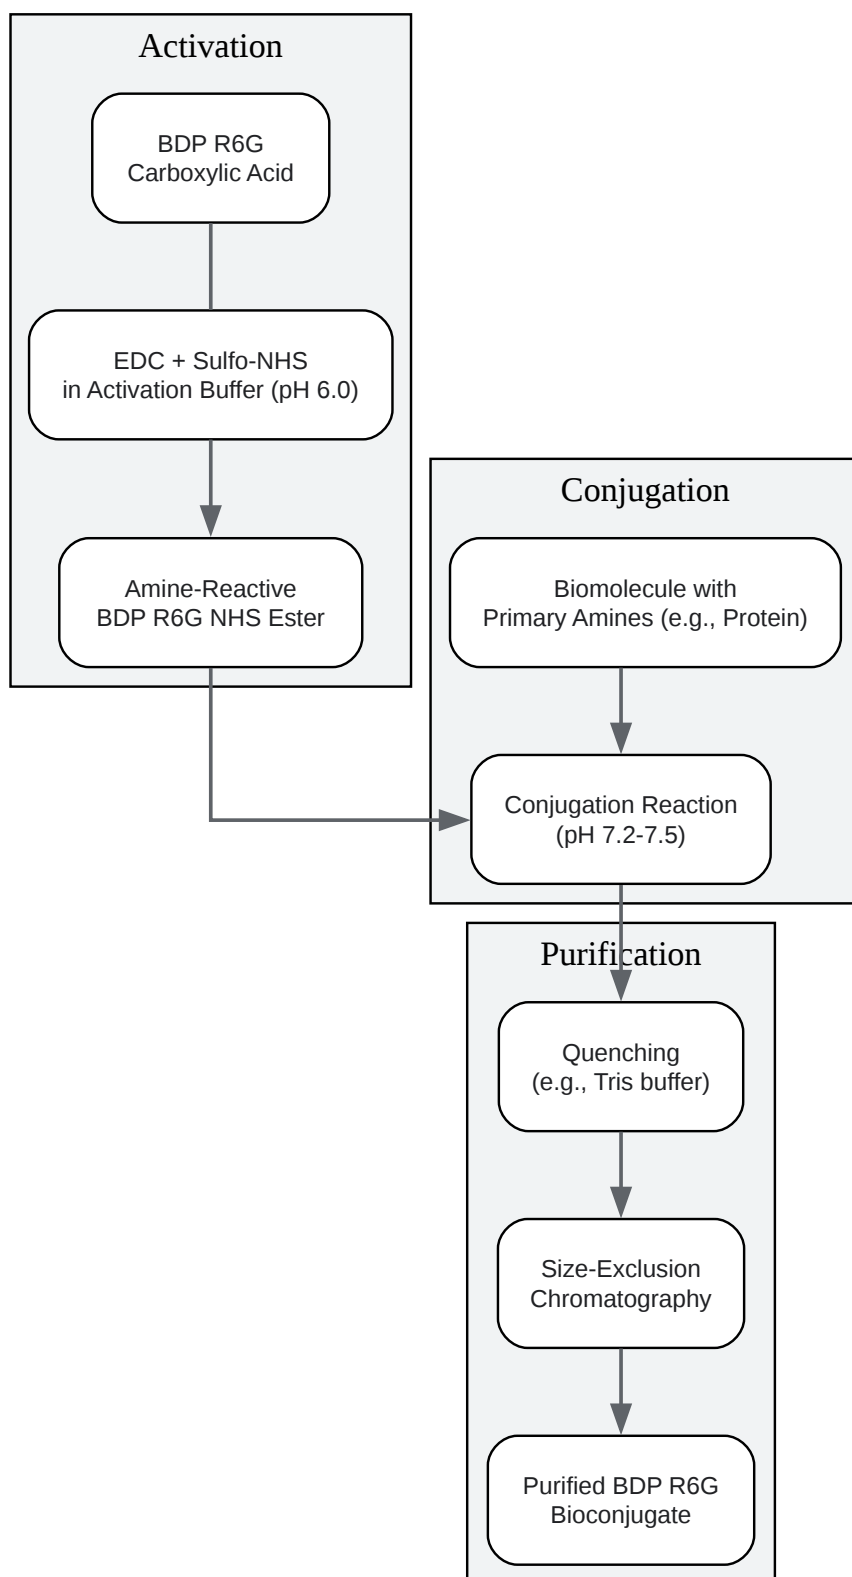 Activation
BDP R6G
Carboxylic Acid
EDC + Sulfo-NHS
in Activation Buffer (pH 6.0)
Amine-Reactive
BDP R6G NHS Ester
Conjugation
Biomolecule with
Primary Amines (e.g., Protein)
Conjugation Reaction
(pH 7.2-7.5)
Purification
Quenching
(e.g., Tris buffer)
Size-Exclusion
Chromatography
Purified BDP R6G
Bioconjugate